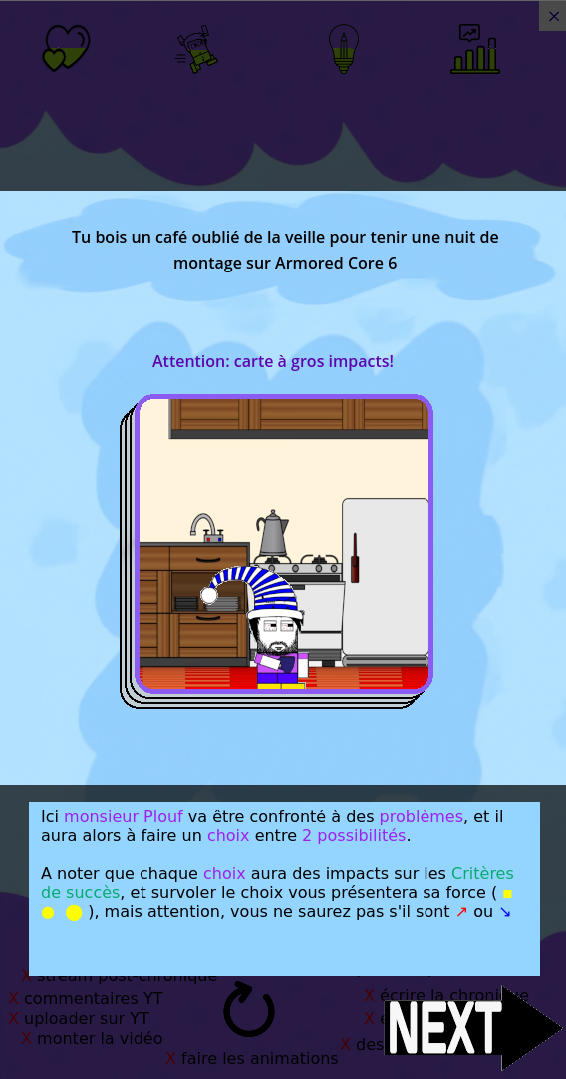 Tu bois un café oublié de la veille pour tenir une nuit de
montage sur Armored Core 6
Attention: carte à gros impacts!
Ici monsieur Plouf va être confronté à des problèmes, et il
aura alors à faire un choix entre 2 possibilités.
A noter que chaque choix aura des impacts sur les Critères
de succès, et survoler le choix vous présentera sa force (
), mais attention, vous ne saurez pas s'il sont ↗ ou ↘
X stream post-chronique
X commentaires YT
X écrire la chronique
X uploader sur YT
X
X monter la vidéo
X
X faire les animations
NEXT